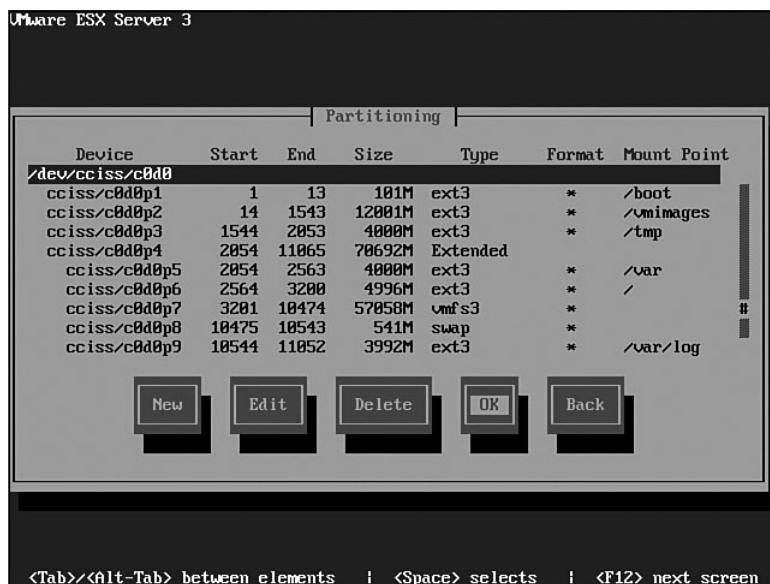 VMware ESX Server 3
Partitioning
Device Start End Size Type Format Mount Point
/dev/cciss/c0d0
cciss/c0d0p1 1 13 101M ext3 * /boot
cciss/c0d0p2 14 1543 12001M ext3 * /vmimages
cciss/c0d0p3 1544 2053 4000M ext3 * /tmp
cciss/c0d0p4 2054 11065 70692M Extended
cciss/c0d0p5 2054 2563 4000M ext3 * /var
cciss/c0d0p6 2564 3200 4996M ext3 * /
cciss/c0d0p7 3201 10474 57058M vmfs3 * #
cciss/c0d0p8 10475 10543 541M swap *
cciss/c0d0p9 10544 11052 3992M ext3 * /var/log
New Edit Delete OK Back
<Tab>/<Alt-Tab> between elements | <Space> selects | <F12> next screen